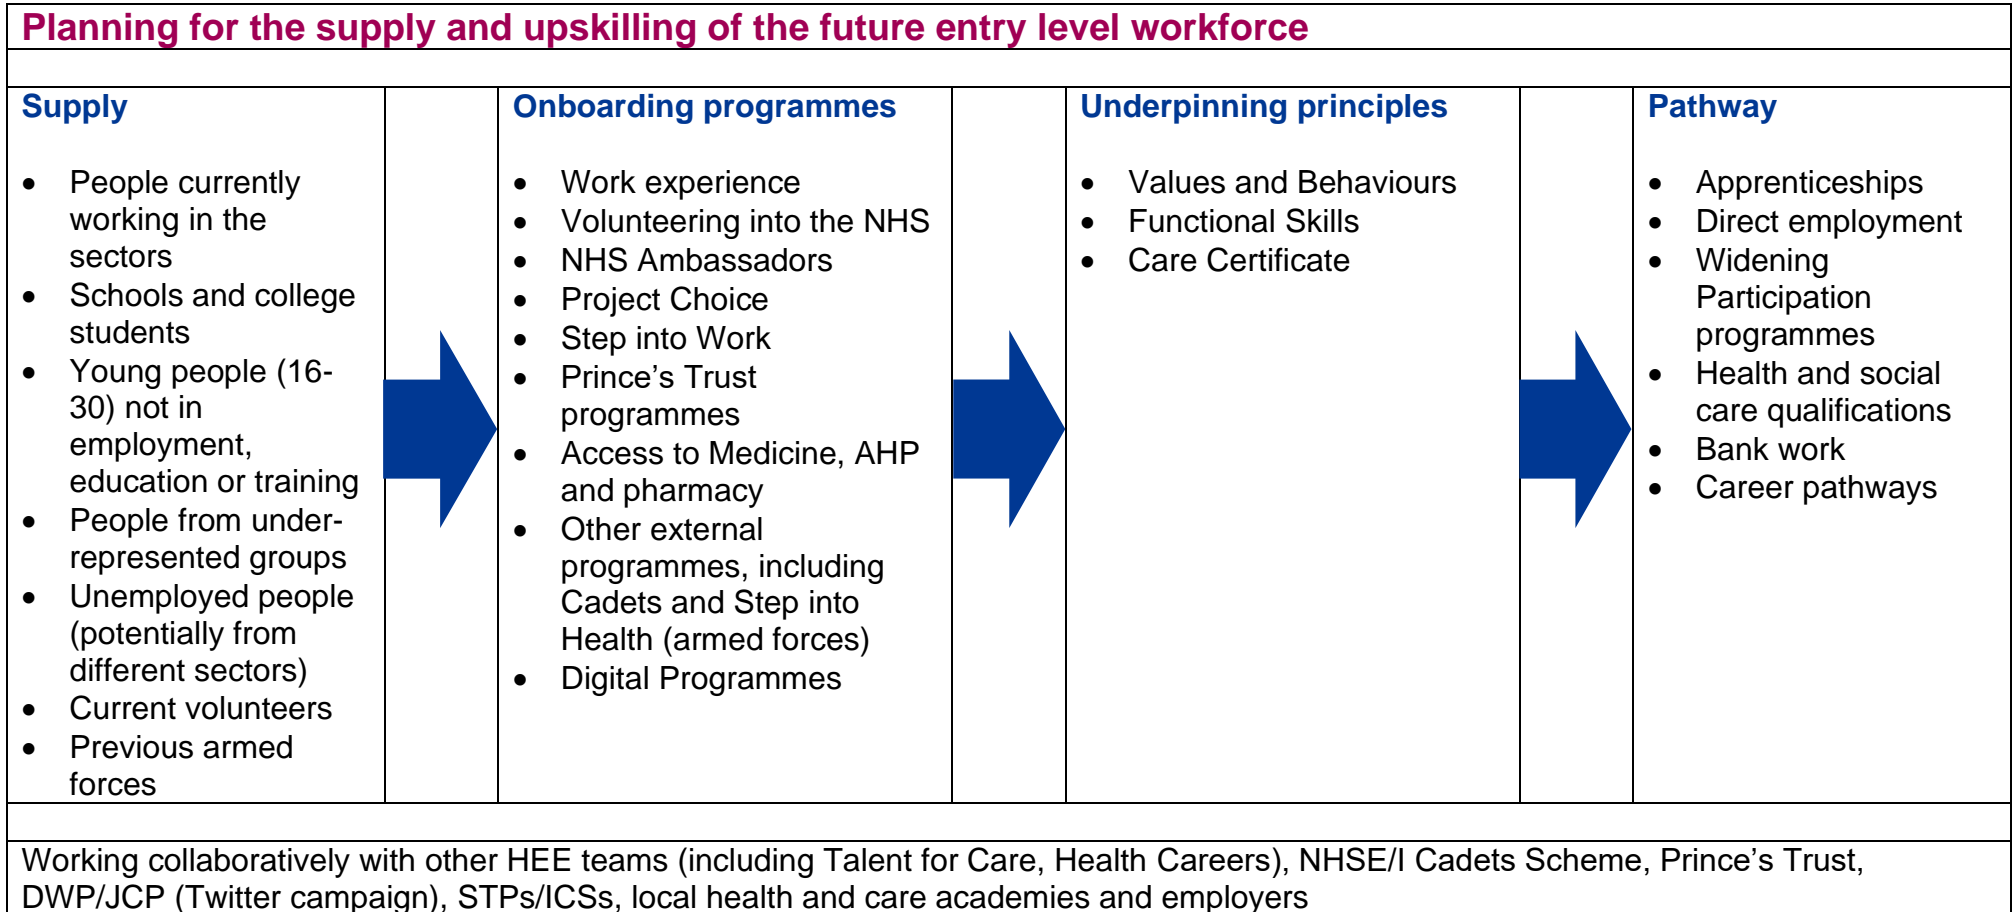 Planning for the supply and upskilling of the future entry level workforce
Supply
• People currently
working in the
sectors
• Schools and college
students
• Young people (16-
30) not in
employment,
education or training
• People from under-
represented groups
• Unemployed people
(potentially from
different sectors)
• Current volunteers
• Previous armed
forces
Onboarding programmes
• Work experience
• Volunteering into the NHS
• NHS Ambassadors
• Project Choice
• Step into Work
• Prince’s Trust
programmes
• Access to Medicine, AHP
and pharmacy
• Other external
programmes, including
Cadets and Step into
Health (armed forces)
• Digital Programmes
Underpinning principles
• Values and Behaviours
• Functional Skills
• Care Certificate
Pathway
• Apprenticeships
• Direct employment
• Widening
Participation
programmes
• Health and social
care qualifications
• Bank work
• Career pathways
Working collaboratively with other HEE teams (including Talent for Care, Health Careers), NHSE/I Cadets Scheme, Prince’s Trust,
DWP/JCP (Twitter campaign), STPs/ICSs, local health and care academies and employers